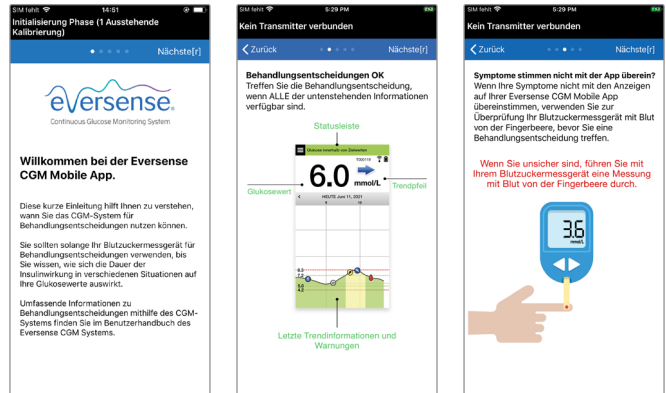 SIM fehlt 14:51
Initialisierung Phase (1 Ausstehende
Kalibrierung)
Nächste[r]
eversense.
Continuous Glucose Monitoring System
Willkommen bei der Eversense
CGM Mobile App.
Diese kurze Einleitung hilft Ihnen zu verstehen,
wann Sie das CGM-System für
Behandlungsentscheidungen nutzen können.
Sie sollten solange Ihr Blutzuckermessgerät für
Behandlungsentscheidungen verwenden, bis
Sie wissen, wie sich die Dauer der
Insulinwirkung in verschiedenen Situationen auf
Ihre Glukosewerte auswirkt.
Umfassende Informationen zu
Behandlungsentscheidungen mithilfe des CGM-
Systems finden Sie im Benutzerhandbuch des
Eversense CGM Systems.
SIM fehlt 5:29 PM
Kein Transmitter verbunden
Zurück Nächste[r]
Behandlungsentscheidungen OK
Treffen Sie die Behandlungsentscheidung,
wenn ALLE der untenstehenden Informationen
verfügbar sind.
Statusleiste
Glukose innerhalb von Zielwerten
T000119
6.0 mmol/L
Glukosewert
Trendpfeil
HEUTE Juni 11, 2021
8.3
7.2
5.0
4.2
Letzte Trendinformationen und
Warnungen
SIM fehlt 5:29 PM
Kein Transmitter verbunden
Zurück Nächste[r]
Symptome stimmen nicht mit der App überein?
Wenn Ihre Symptome nicht mit den Anzeigen
auf Ihrer Eversense CGM Mobile App
übereinstimmen, verwenden Sie zur
Überprüfung Ihr Blutzuckermessgerät mit Blut
von der Fingerbeere, bevor Sie eine
Behandlungsentscheidung treffen.
Wenn Sie unsicher sind, führen Sie mit
Ihrem Blutzuckermessgerät eine Messung
mit Blut von der Fingerbeere durch.
3.6
mmol/L